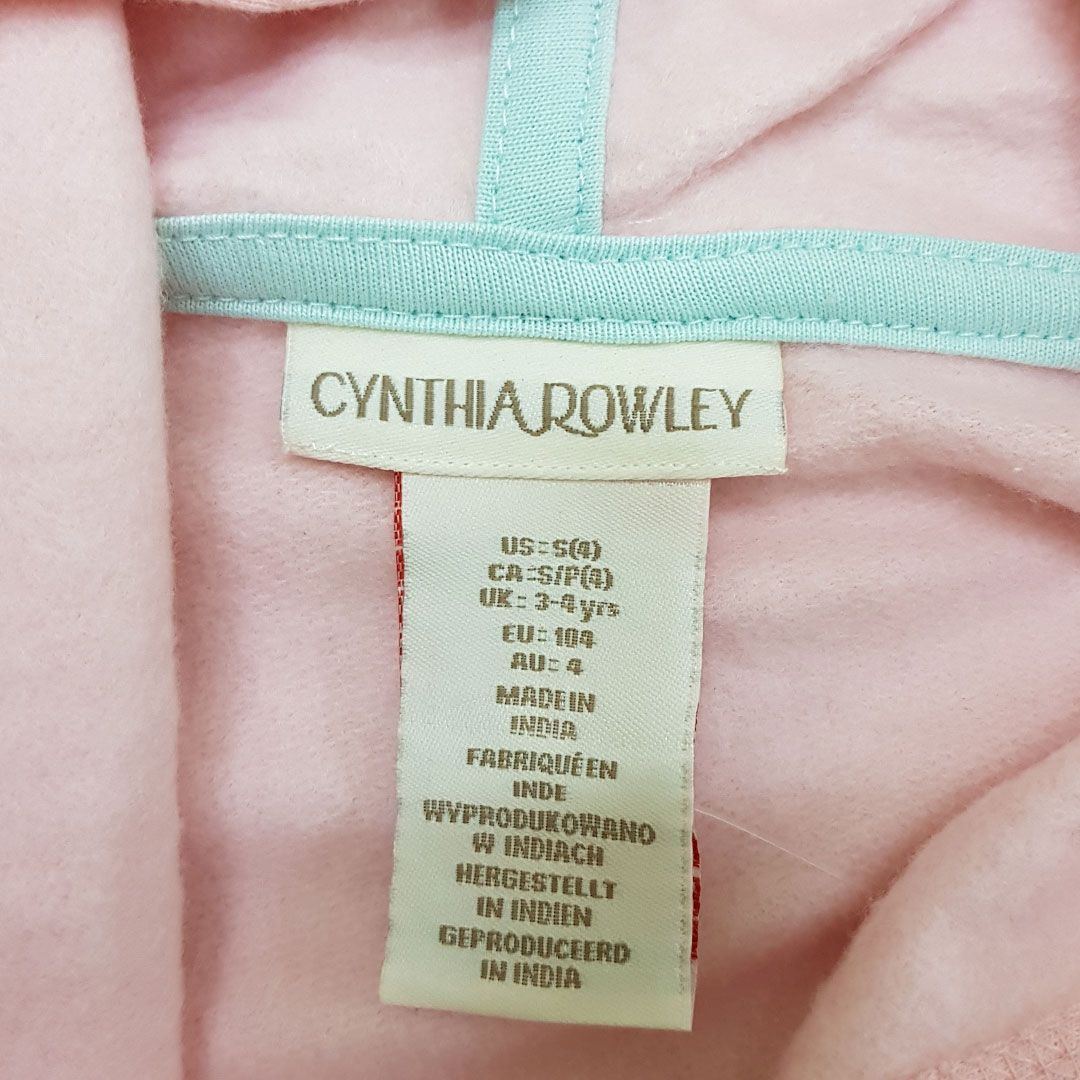 CYNTHIA ROWLEY
US=S(4)
CA=S/P(4)
UK=3-4 yrs
EU=104
AU=4
MADE IN
INDIA
FABRIQUÉ EN
INDE
WYPRODUKOWANO
W INDIACH
HERGESTELLT
IN INDIEN
GEPRODUCEERD
IN INDIA